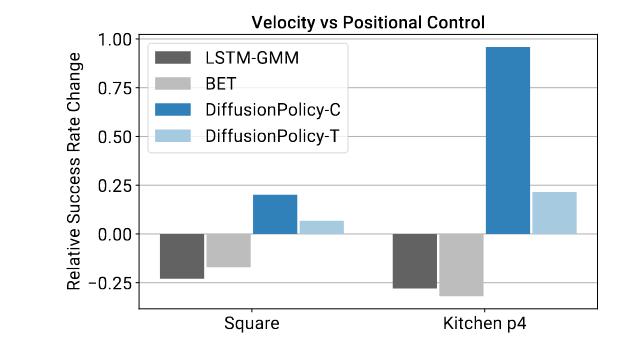 Velocity vs Positional Control
Relative Success Rate Change
1.00
0.75
0.50
0.25
0.00
−0.25
LSTM-GMM
BET
DiffusionPolicy-C
DiffusionPolicy-T
Square
Kitchen p4